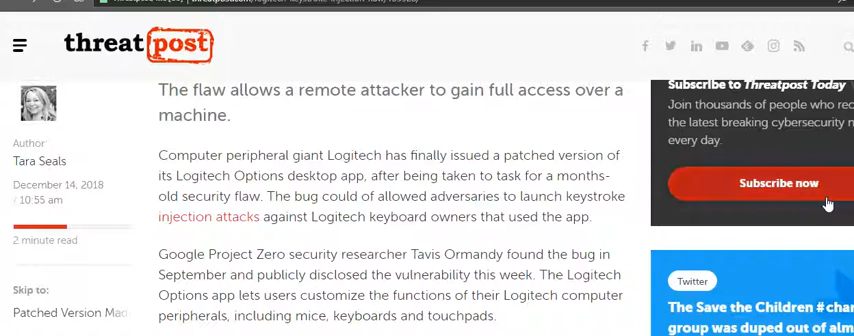 threatpost
The flaw allows a remote attacker to gain full access over a
machine.
Author
Tara Seals
December 14, 2018
/ 10:55 am
2 minute read
Skip to:
Patched Version Mad
Computer peripheral giant Logitech has finally issued a patched version of
its Logitech Options desktop app, after being taken to task for a months-
old security flaw. The bug could of allowed adversaries to launch keystroke
injection attacks against Logitech keyboard owners that used the app.
Google Project Zero security researcher Tavis Ormandy found the bug in
September and publicly disclosed the vulnerability this week. The Logitech
Options app lets users customize the functions of their Logitech computer
peripherals, including mice, keyboards and touchpads.
Subscribe to Threatpost Today
Join thousands of people who rec
the latest breaking cybersecurity n
every day.
Subscribe now
Twitter
The Save the Children #char
group was duped out of alm